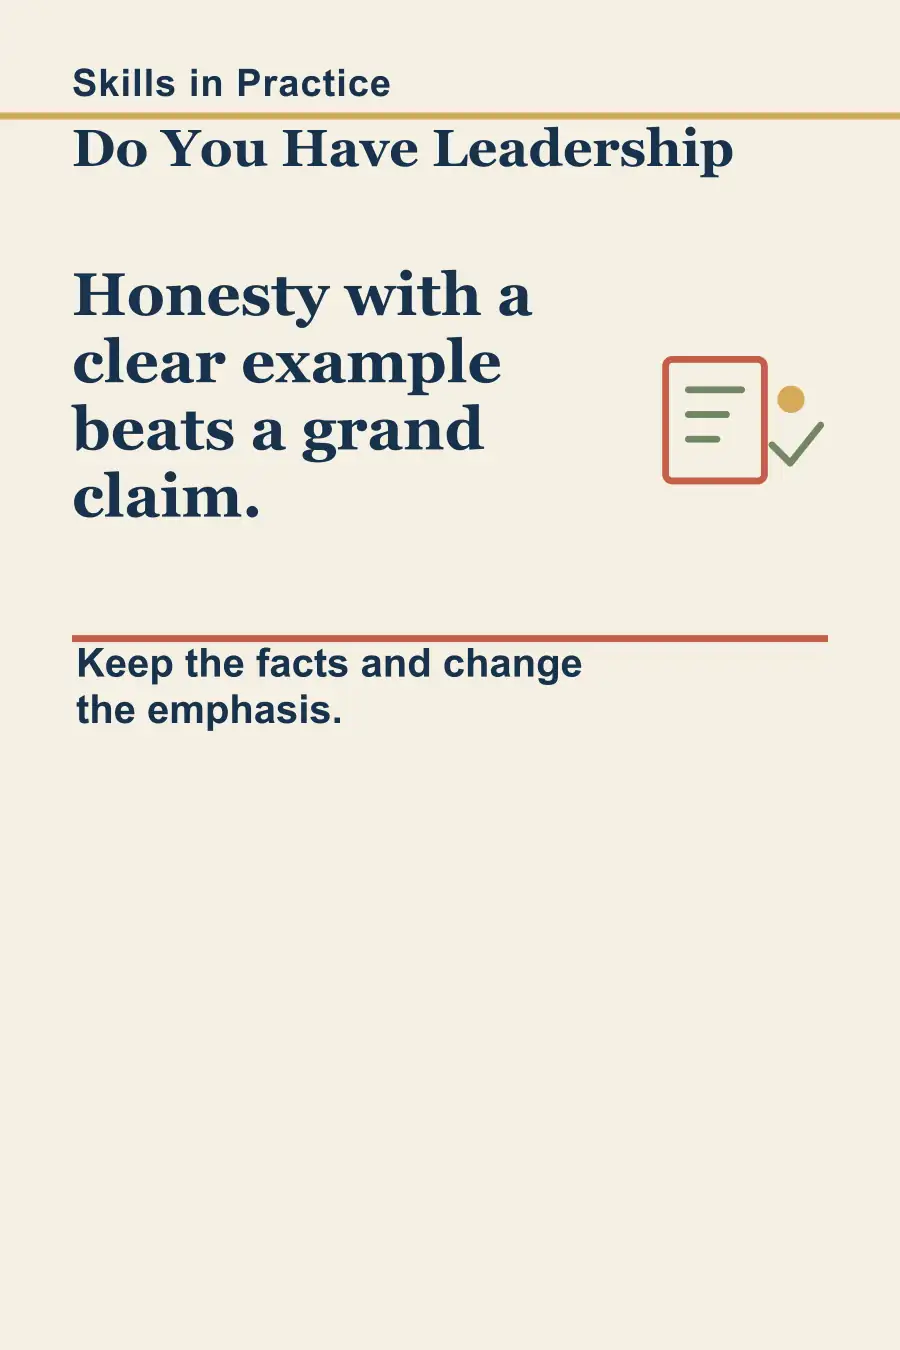 Skills in Practice
Do You Have Leadership
Honesty with a
clear example
beats a grand
claim.
Keep the facts and change
the emphasis.